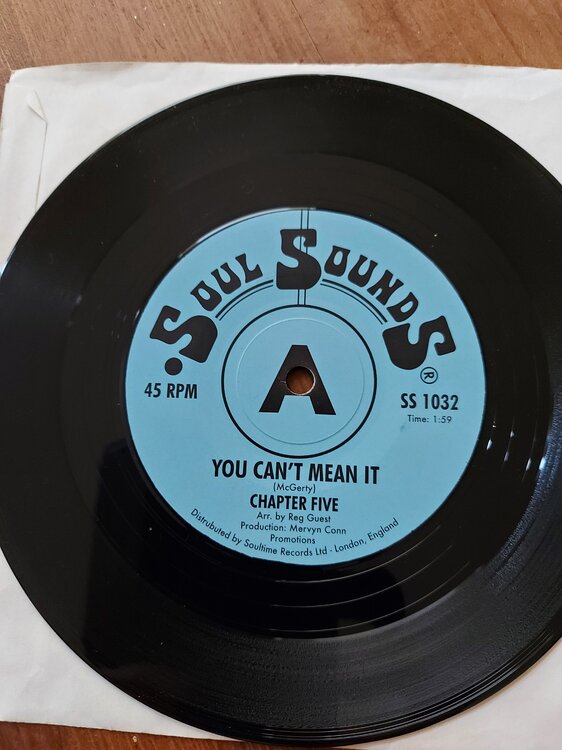 SOUL SOUNDS
®
45 RPM
A
SS 1032
Time: 1:59
YOU CAN'T MEAN IT
(McGerty)
CHAPTER FIVE
Arr. by Reg Guest
Production: Mervyn Conn
Promotions
Distrubuted by Soultime Records Ltd - London, England